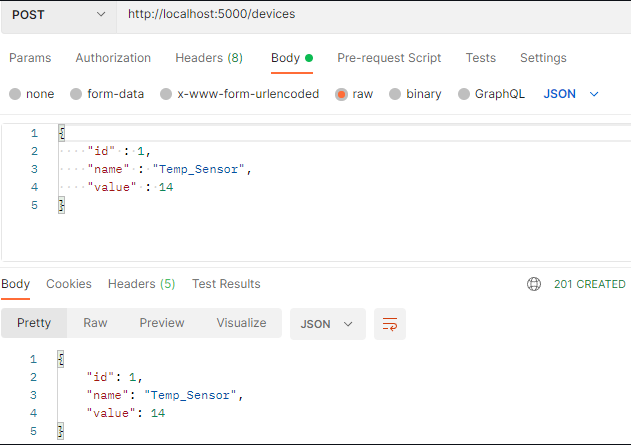 POST http://localhost:5000/devices
Params Authorization Headers (8) Body Pre-request Script Tests Settings
none form-data x-www-form-urlencoded raw binary GraphQL JSON
1 {
2 "id" : 1,
3 "name" : "Temp_Sensor",
4 "value" : 14
5 }
Body Cookies Headers (5) Test Results 201 CREATED
Pretty Raw Preview Visualize JSON
1 {
2 "id": 1,
3 "name": "Temp_Sensor",
4 "value": 14
5 }